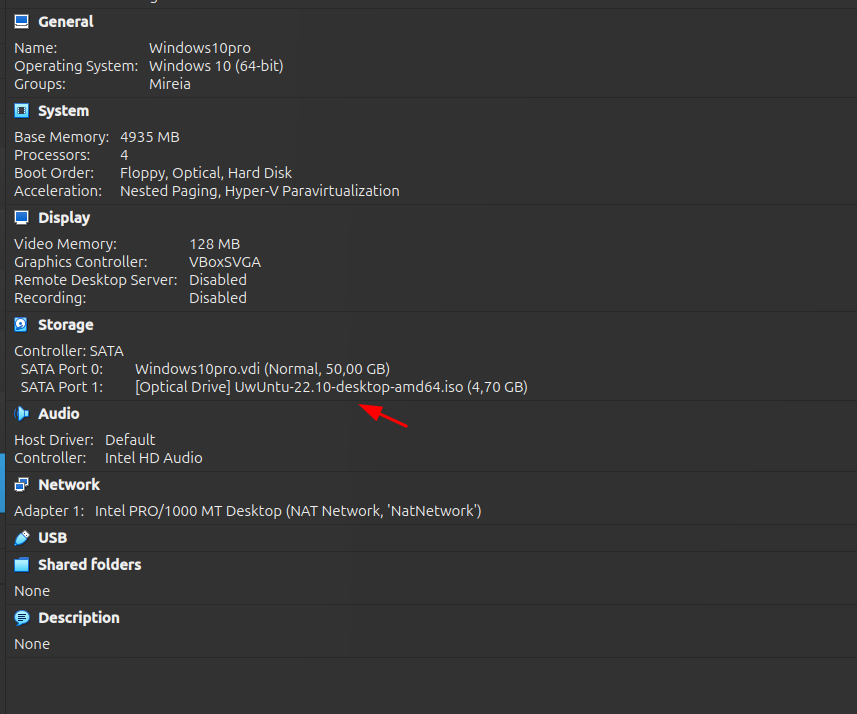 General
Name: Windows10pro
Operating System: Windows 10 (64-bit)
Groups: Mireia
System
Base Memory: 4935 MB
Processors: 4
Boot Order: Floppy, Optical, Hard Disk
Acceleration: Nested Paging, Hyper-V Paravirtualization
Display
Video Memory: 128 MB
Graphics Controller: VBoxSVGA
Remote Desktop Server: Disabled
Recording: Disabled
Storage
Controller: SATA
SATA Port 0: Windows10pro.vdi (Normal, 50,00 GB)
SATA Port 1: [Optical Drive] UwUntu-22.10-desktop-amd64.iso (4,70 GB)
Audio
Host Driver: Default
Controller: Intel HD Audio
Network
Adapter 1: Intel PRO/1000 MT Desktop (NAT Network, 'NatNetwork')
USB
Shared folders
None
Description
None